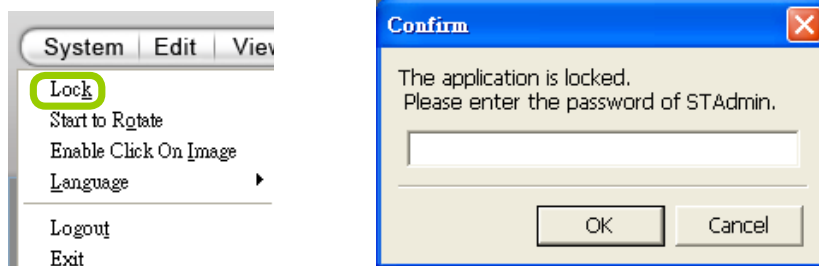 System Edit View
Lock
Start to Rotate
Enable Click On Image
Language
Logout
Exit
Confirm
The application is locked.
Please enter the password of STAdmin.
OK Cancel